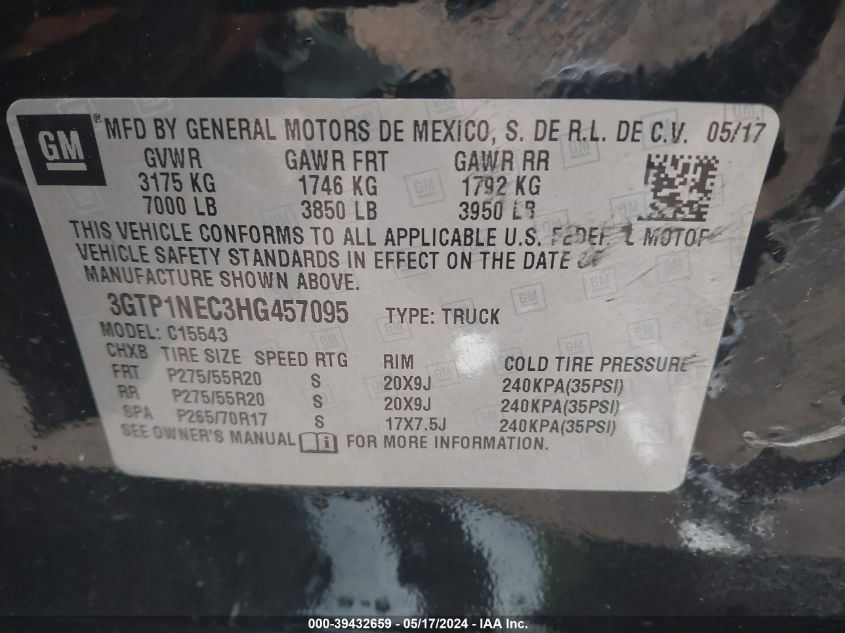 GM ® MFD BY GENERAL MOTORS DE MEXICO, S. DE R.L. DE C.V. 05/17
GVWR GAWR FRT GAWR RR
3175 KG 1746 KG 1792 KG
7000 LB 3850 LB 3950 LB
THIS VEHICLE CONFORMS TO ALL APPLICABLE U.S. FEDERAL MOTOR
VEHICLE SAFETY STANDARDS IN EFFECT ON THE DATE OF
MANUFACTURE SHOWN ABOVE.
3GTP1NEC3HG457095 TYPE: TRUCK
MODEL: C15543
CHXB TIRE SIZE SPEED RTG RIM COLD TIRE PRESSURE
FRT P275/55R20 S 20X9J 240KPA(35PSI)
RR P275/55R20 S 20X9J 240KPA(35PSI)
SPA P265/70R17 S 17X7.5J 240KPA(35PSI)
SEE OWNER'S MANUAL FOR MORE INFORMATION.
000-39432659 - 05/17/2024 - IAA Inc.